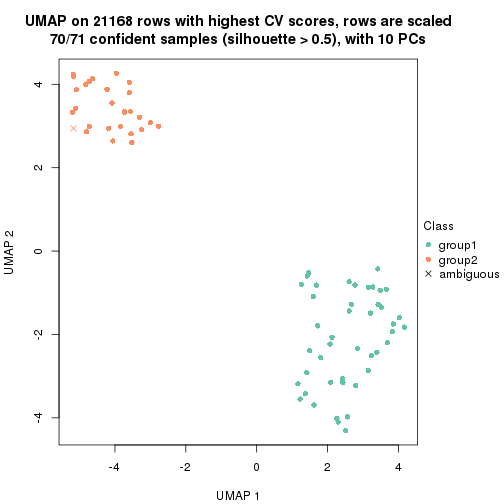 UMAP on 21168 rows with highest CV scores, rows are scaled
70/71 confident samples (silhouette > 0.5), with 10 PCs
4
2
0
-2
-4
UMAP 2
-4
-2
0
2
4
UMAP 1
Class
group1
group2
ambiguous